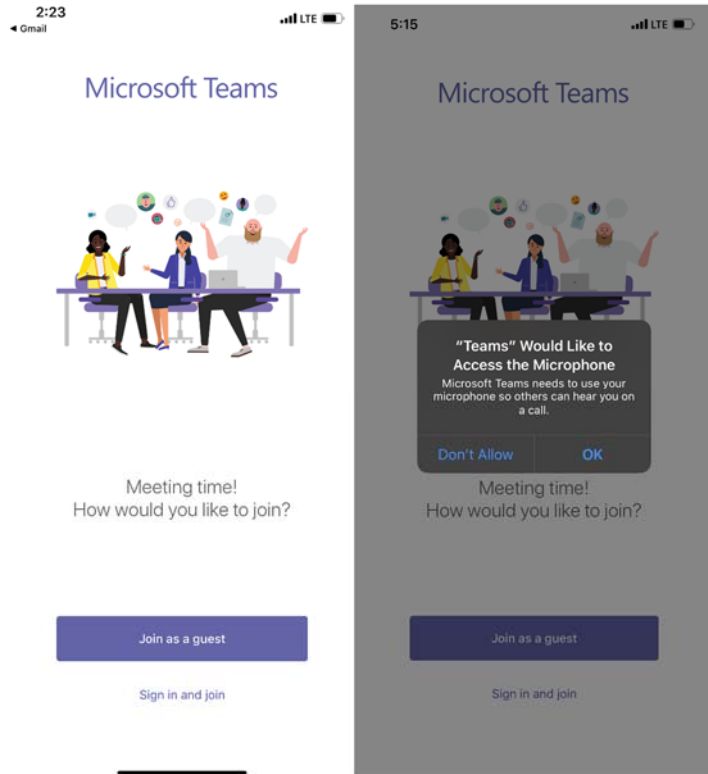 2:23
LTE
◀ Gmail
Microsoft Teams
Meeting time!
How would you like to join?
Join as a guest
Sign in and join
5:15
LTE
Microsoft Teams
"Teams" Would Like to
Access the Microphone
Microsoft Teams needs to use your
microphone so others can hear you on
a call.
Don't Allow
OK
Meeting time!
How would you like to join?
Join as a guest
Sign in and join